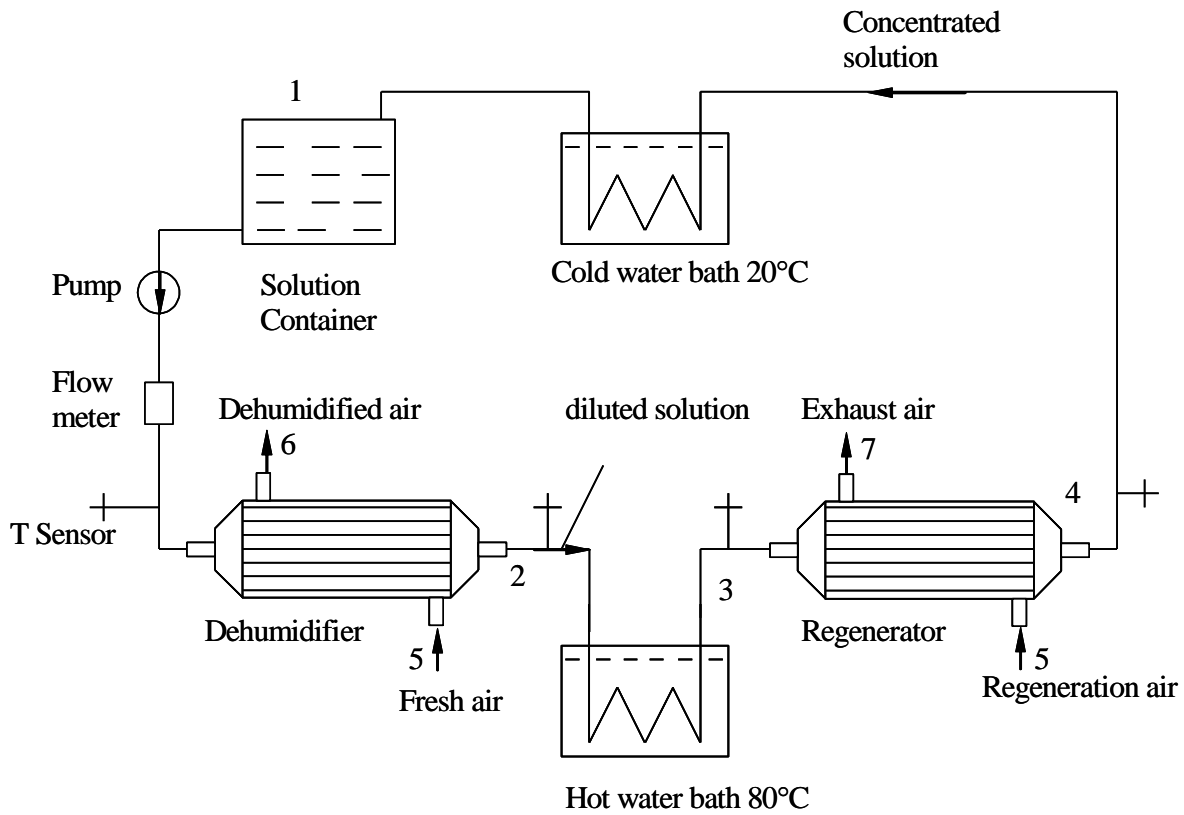 Concentrated
solution
1
Cold water bath 20°C
Pump
Solution
Container
Flow
meter
Dehumidified air
6
diluted solution
Exhaust air
7
4
T Sensor
2
3
Dehumidifier
Regenerator
5
Fresh air
5
Regeneration air
Hot water bath 80°C